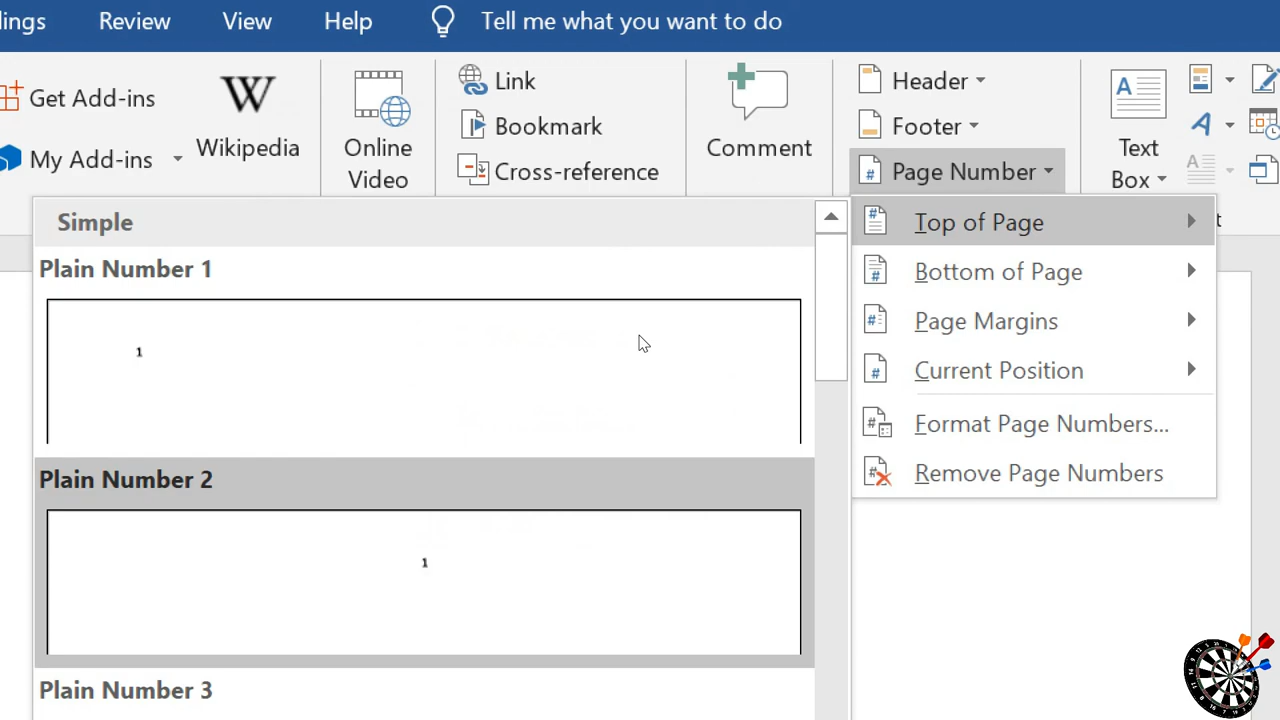 lings Review View Help Tell me what you want to do
Get Add-ins
My Add-ins
W
Wikipedia
Online
Video
Link
Bookmark
Cross-reference
Comment
Header
Footer
Page Number
A
Text
Box
A
A
t
Simple
Plain Number 1
1
Plain Number 2
1
Plain Number 3
Top of Page
Bottom of Page
Page Margins
Current Position
Format Page Numbers...
Remove Page Numbers